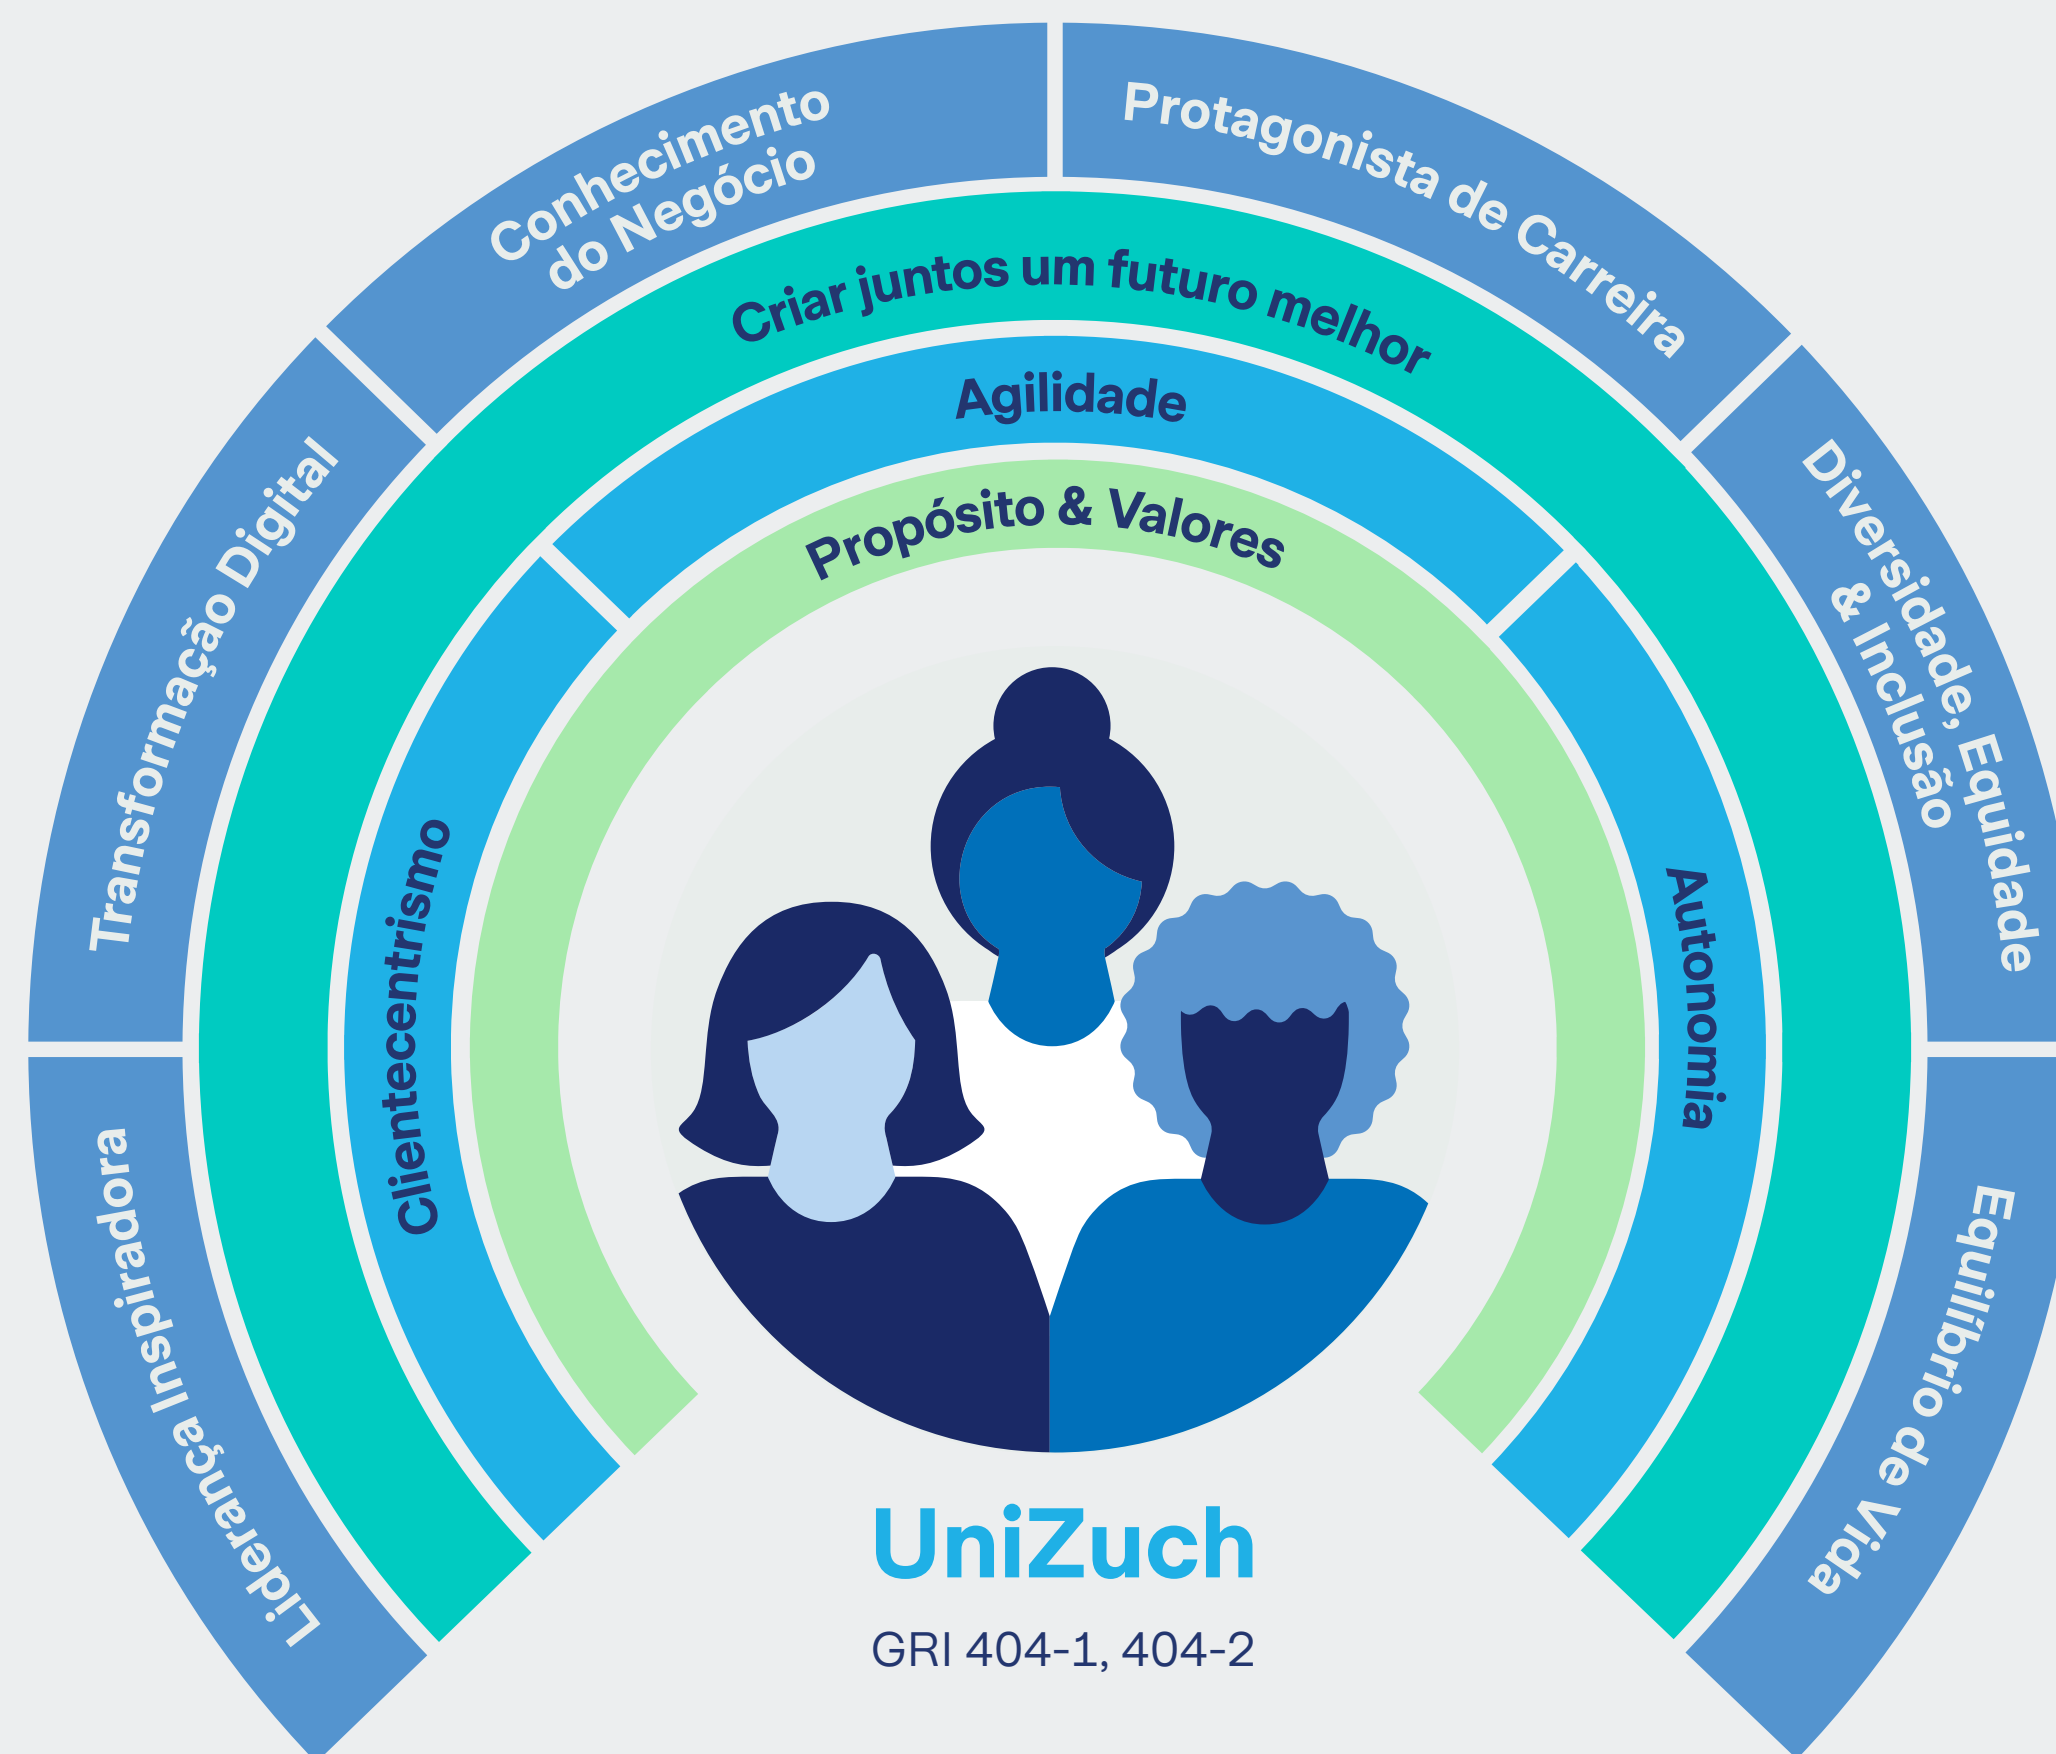 Liderança Inspiradora
Transformação Digital
Conhecimento
do Negócio
Protagonista de Carreira
Diversidade, Equidade
& Inclusão
Equilíbrio de Vida
Criar juntos um futuro melhor
Clientecentrismo
Agilidade
Autonomia
Propósito & Valores
UniZuch
GRI 404-1, 404-2